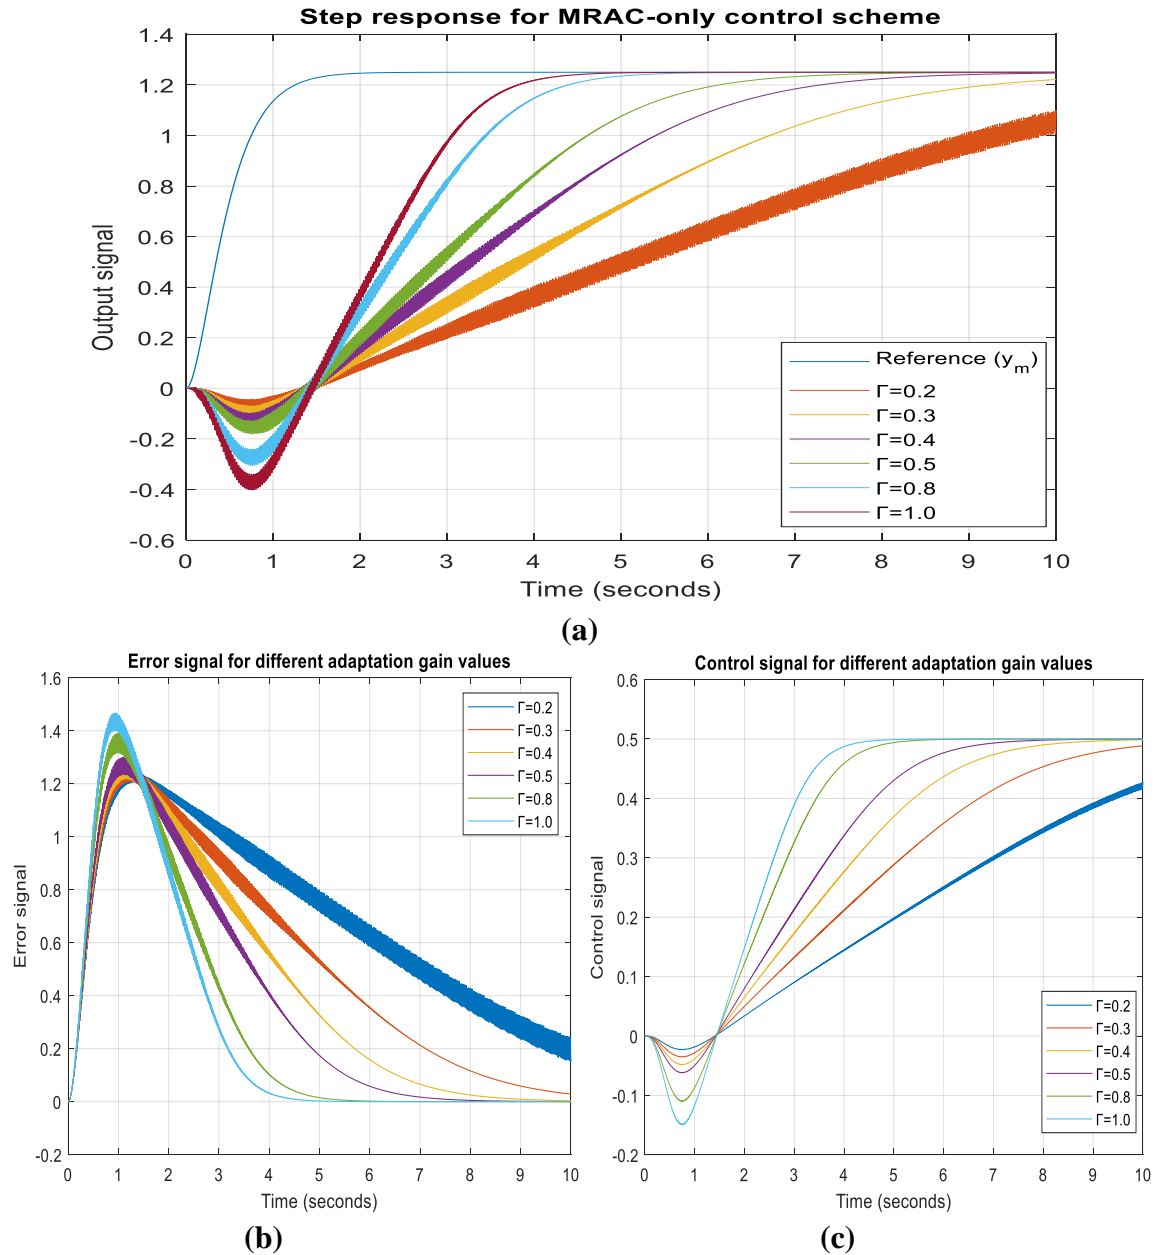 Step response for MRAC-only control scheme
1.4
1.2
1
0.8
0.6
0.4
0.2
0
-0.2
-0.4
-0.6
Output signal
Reference (y_m)
Γ=0.2
Γ=0.3
Γ=0.4
Γ=0.5
Γ=0.8
Γ=1.0
0 1 2 3 4 5 6 7 8 9 10
Time (seconds)
(a)
Error signal for different adaptation gain values
1.6
1.4
1.2
1
0.8
0.6
0.4
0.2
0
-0.2
Error signal
Γ=0.2
Γ=0.3
Γ=0.4
Γ=0.5
Γ=0.8
Γ=1.0
0 1 2 3 4 5 6 7 8 9 10
Time (seconds)
(b)
Control signal for different adaptation gain values
0.6
0.5
0.4
0.3
0.2
0.1
0
-0.1
-0.2
Control signal
Γ=0.2
Γ=0.3
Γ=0.4
Γ=0.5
Γ=0.8
Γ=1.0
0 1 2 3 4 5 6 7 8 9 10
Time (seconds)
(c)